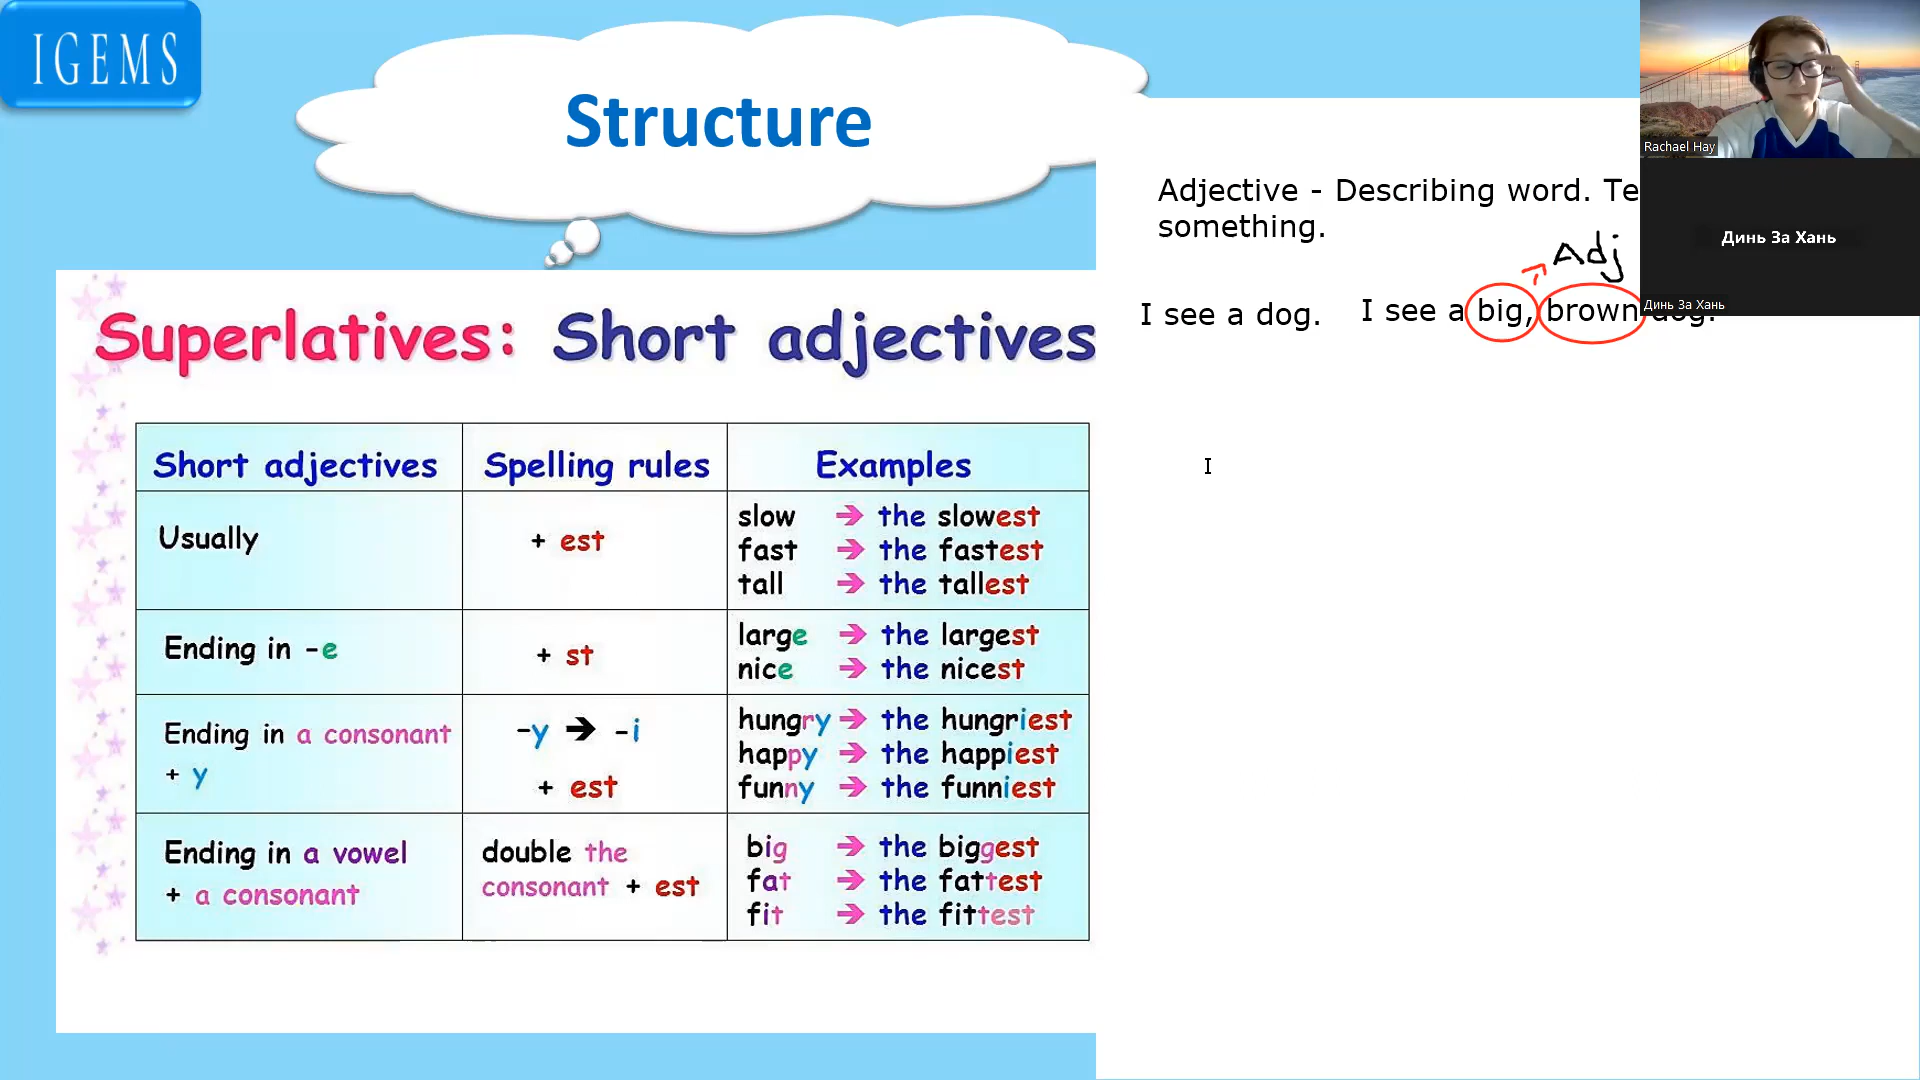 IGEMS
Structure
Rachael Hay
Динь За Хань
Динь За Хань
Adjective - Describing word. Te
something.
Adj
I see a dog. I see a big, brown dog.
Superlatives: Short adjectives
Short adjectives Spelling rules Examples
Usually + est
slow ➔ the slowest
fast ➔ the fastest
tall ➔ the tallest
Ending in -e + st
large ➔ the largest
nice ➔ the nicest
Ending in a consonant
+ y
-y ➔ -i
+ est
hungry ➔ the hungriest
happy ➔ the happiest
funny ➔ the funniest
Ending in a vowel
+ a consonant
double the
consonant + est
big ➔ the biggest
fat ➔ the fattest
fit ➔ the fittest